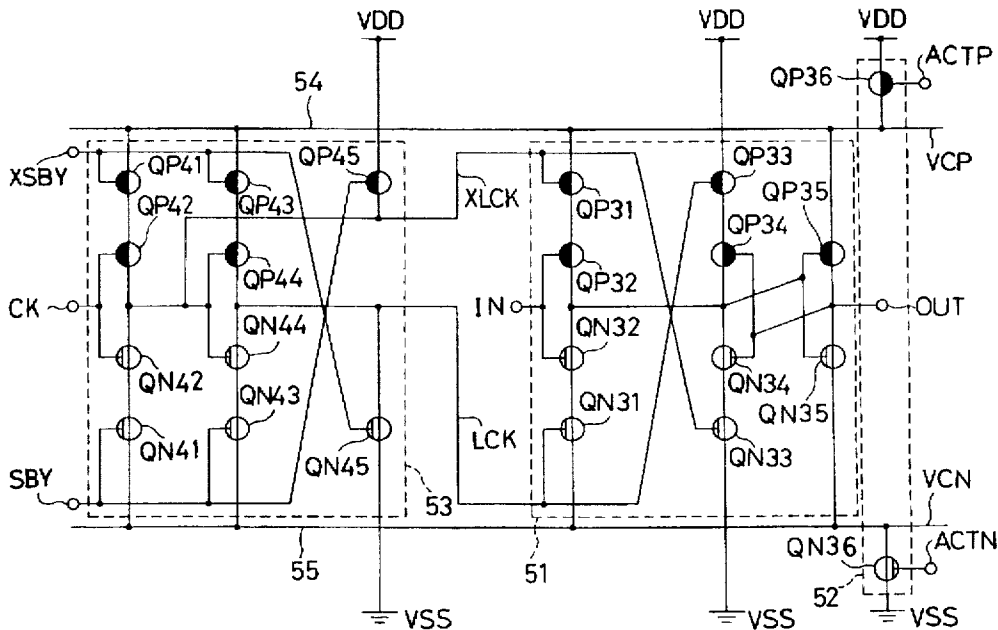 VDD
VDD
VDD
ACTP
QP36
54
VCP
XSBY
QP41
QP45
QP33
QP42
QP43
XLCK
QP31
QP35
QP34
QP44
QP32
CK
IN
OUT
QN44
QN32
QN42
QN34
QN43
QN31
QN35
QN41
QN45
LCK
QN33
SBY
53
VCN
55
51
QN36
ACTN
52
VSS
VSS
VSS